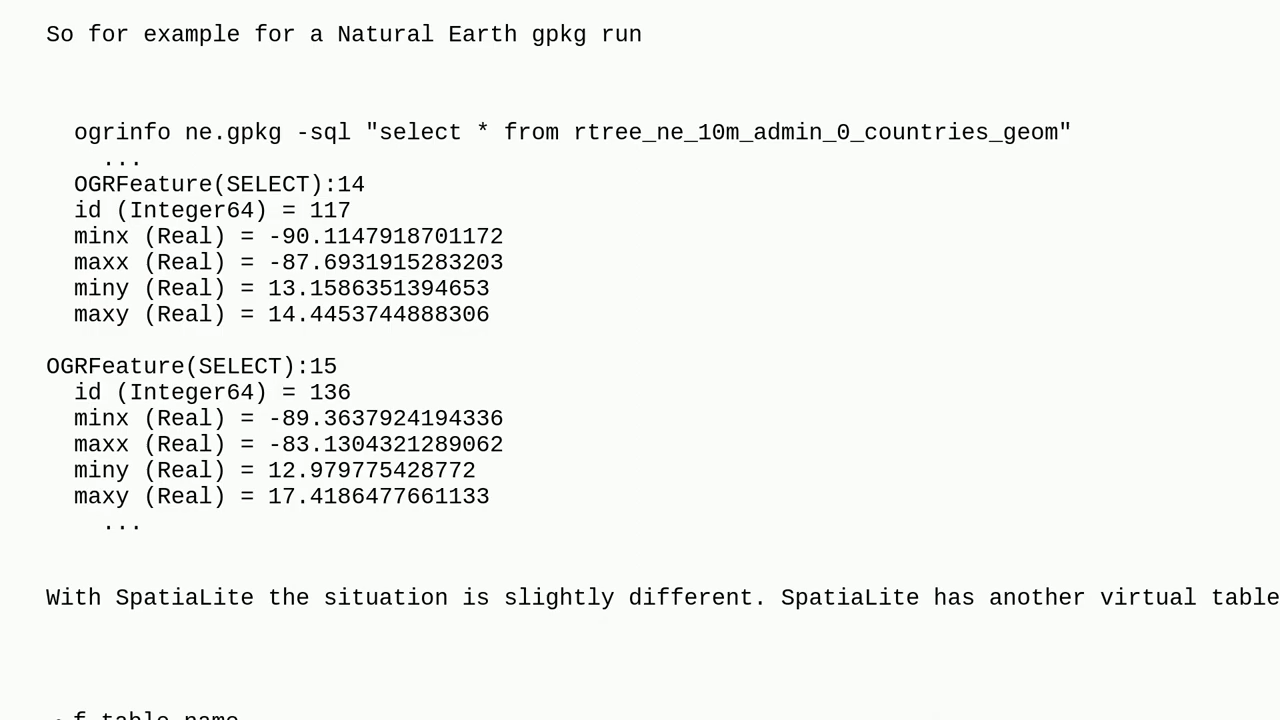 So for example for a Natural Earth gpkg run
ogrinfo ne.gpkg -sql "select * from rtree_ne_10m_admin_0_countries_geom"
...
OGRFeature(SELECT):14
id (Integer64) = 117
minx (Real) = -90.1147918701172
maxx (Real) = -87.6931915283203
miny (Real) = 13.1586351394653
maxy (Real) = 14.4453744888306
OGRFeature(SELECT):15
id (Integer64) = 136
minx (Real) = -89.3637924194336
maxx (Real) = -83.1304321289062
miny (Real) = 12.979775428772
maxy (Real) = 17.4186477661133
...
With SpatiaLite the situation is slightly different. SpatiaLite has another virtual table
f_table_name